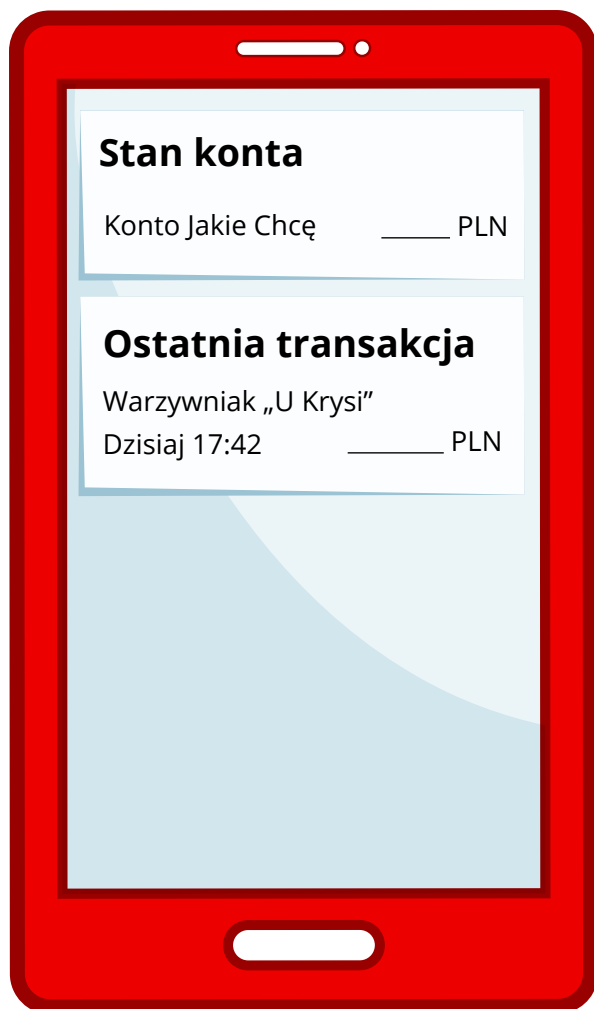 Stan konta
Konto Jakie Chcę ______ PLN
Ostatnia transakcja
Warzywniak „U Krysi”
Dzisiaj 17:42 ________ PLN